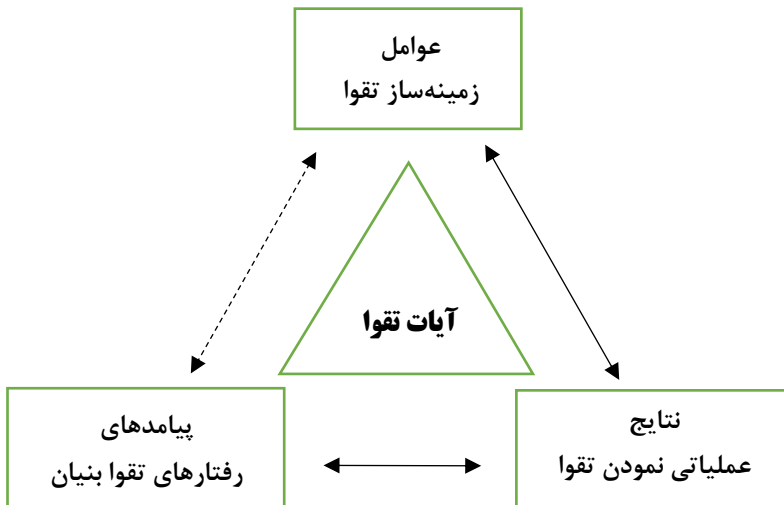 عوامل
زمینه‌ساز تقوا
آیات تقوا
نتایج
عملیاتی نمودن تقوا
پیامدهای
رفتارهای تقوا بنیان